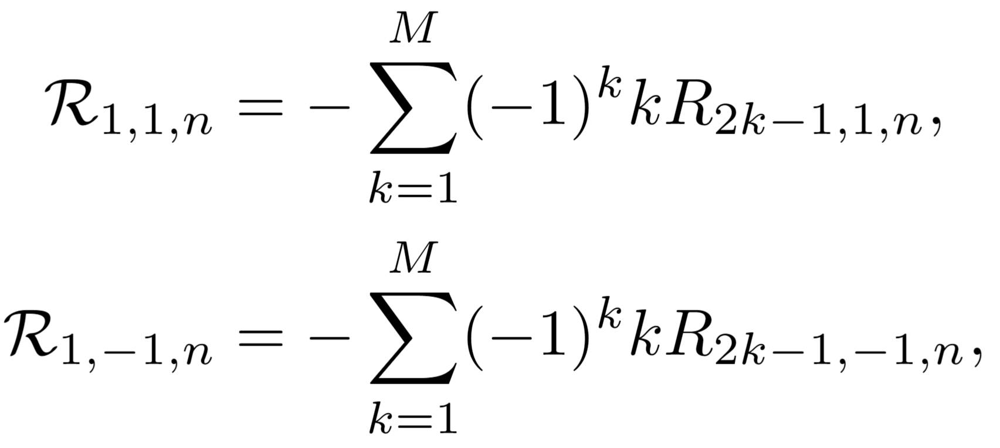 \mathcal{R}_{1,1,n} = -\sum_{k=1}^{M} (-1)^k k R_{2k-1,1,n},
\mathcal{R}_{1,-1,n} = -\sum_{k=1}^{M} (-1)^k k R_{2k-1,-1,n},